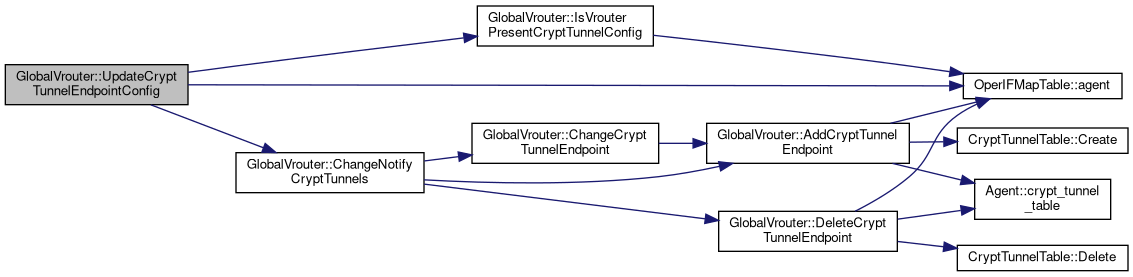 GlobalVrouter::UpdateCrypt
TunnelEndpointConfig
GlobalVrouter::IsVrouter
PresentCryptTunnelConfig
OperIFMapTable::agent
GlobalVrouter::ChangeNotify
CryptTunnels
GlobalVrouter::ChangeCrypt
TunnelEndpoint
GlobalVrouter::AddCryptTunnel
Endpoint
CryptTunnelTable::Create
Agent::crypt_tunnel
_table
GlobalVrouter::DeleteCrypt
TunnelEndpoint
CryptTunnelTable::Delete